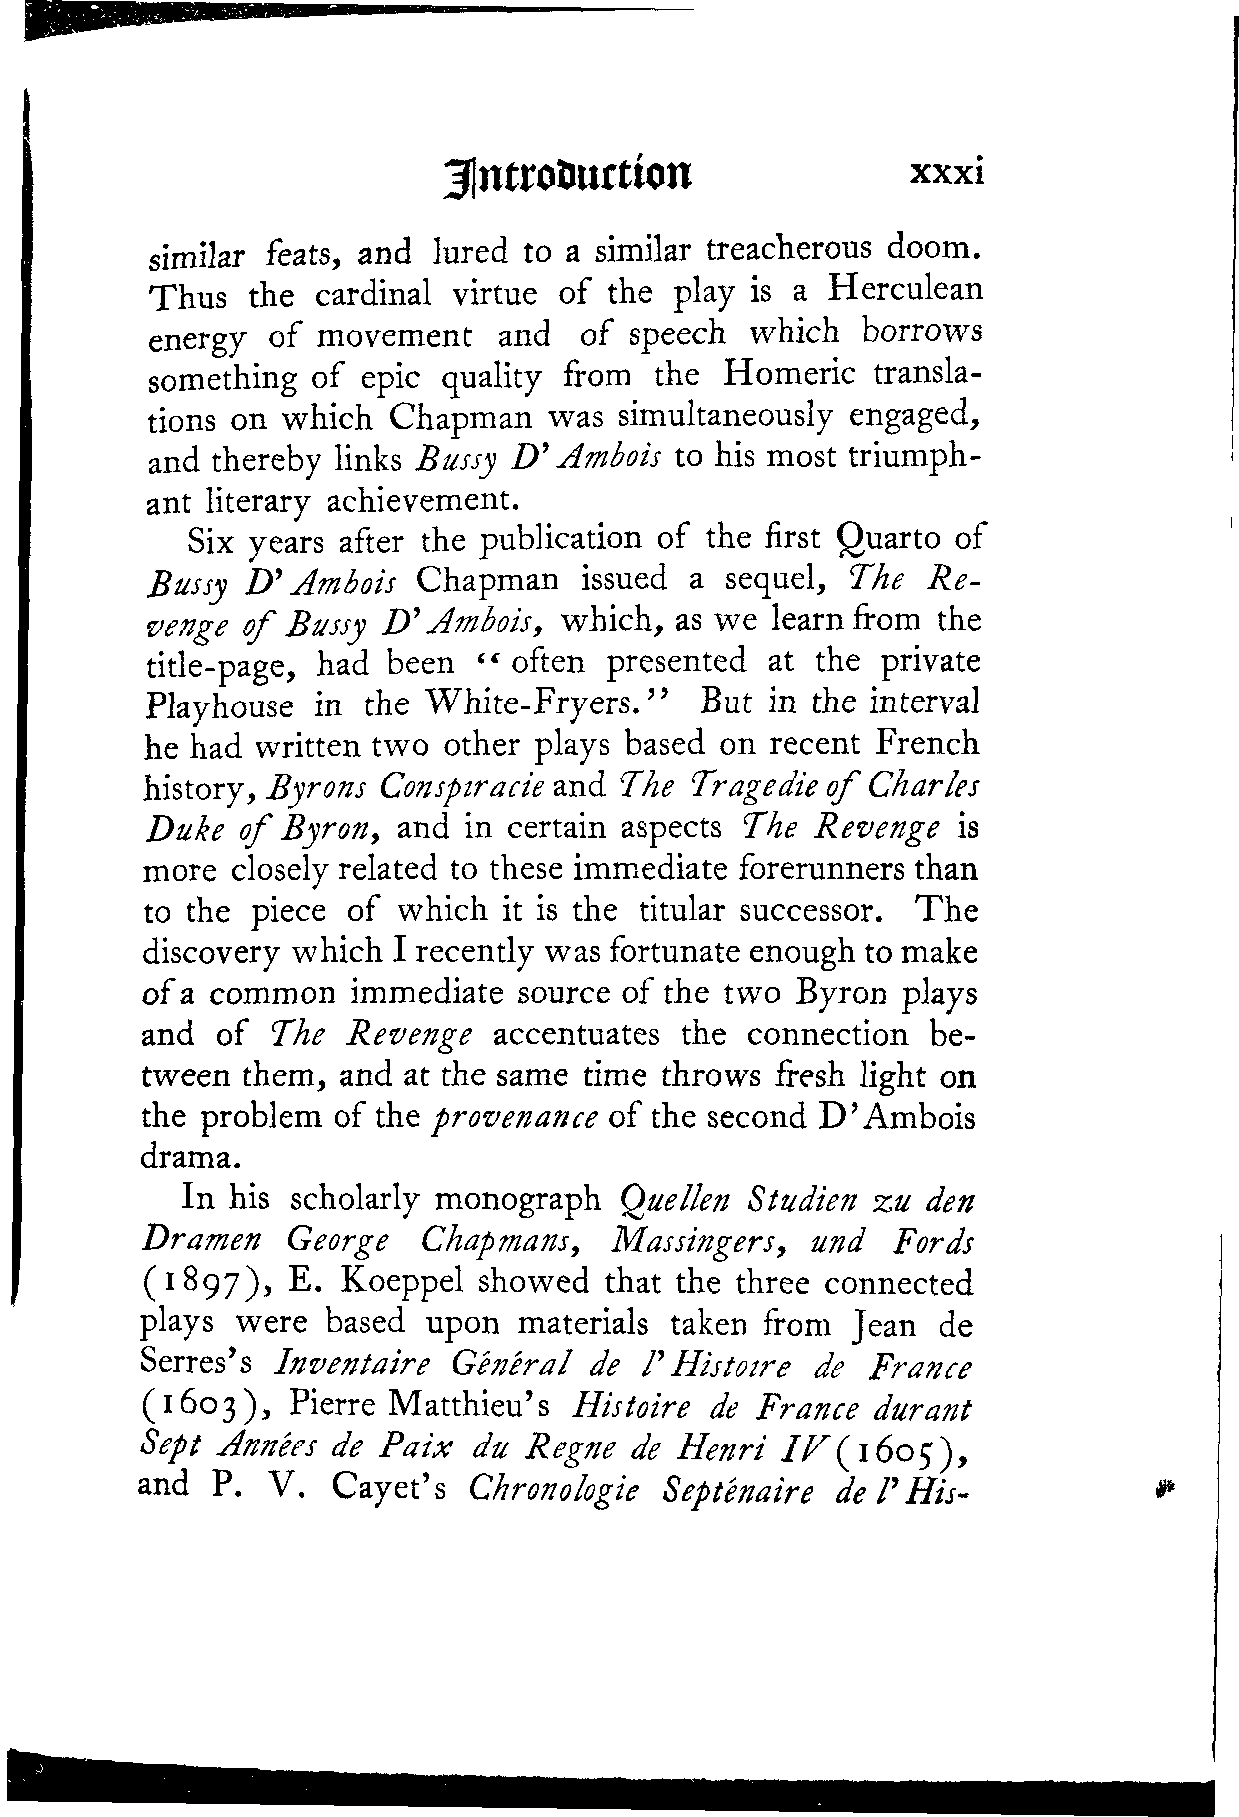 Introduction xxxi
similar feats, and lured to a similar treacherous doom.
Thus the cardinal virtue of the play is a Herculean
energy of movement and of speech which borrows
something of epic quality from the Homeric transla-
tions on which Chapman was simultaneously engaged,
and thereby links Bussy D'Ambois to his most triumph-
ant literary achievement.
Six years after the publication of the first Quarto of
Bussy D'Ambois Chapman issued a sequel, The Re-
venge of Bussy D'Ambois, which, as we learn from the
title-page, had been “often presented at the private
Playhouse in the White-Fryers.” But in the interval
he had written two other plays based on recent French
history, Byrons Conspiracie and The Tragedie of Charles
Duke of Byron, and in certain aspects The Revenge is
more closely related to these immediate forerunners than
to the piece of which it is the titular successor. The
discovery which I recently was fortunate enough to make
of a common immediate source of the two Byron plays
and of The Revenge accentuates the connection be-
tween them, and at the same time throws fresh light on
the problem of the provenance of the second D'Ambois
drama.
In his scholarly monograph Quellen Studien zu den
Dramen George Chapmans, Massingers, und Fords
(1897), E. Koeppel showed that the three connected
plays were based upon materials taken from Jean de
Serres's Inventaire Général de l'Histoire de France
(1603), Pierre Matthieu's Histoire de France durant
Sept Années de Paix du Regne de Henri IV (1605),
and P. V. Cayet's Chronologie Septénaire de l'His-